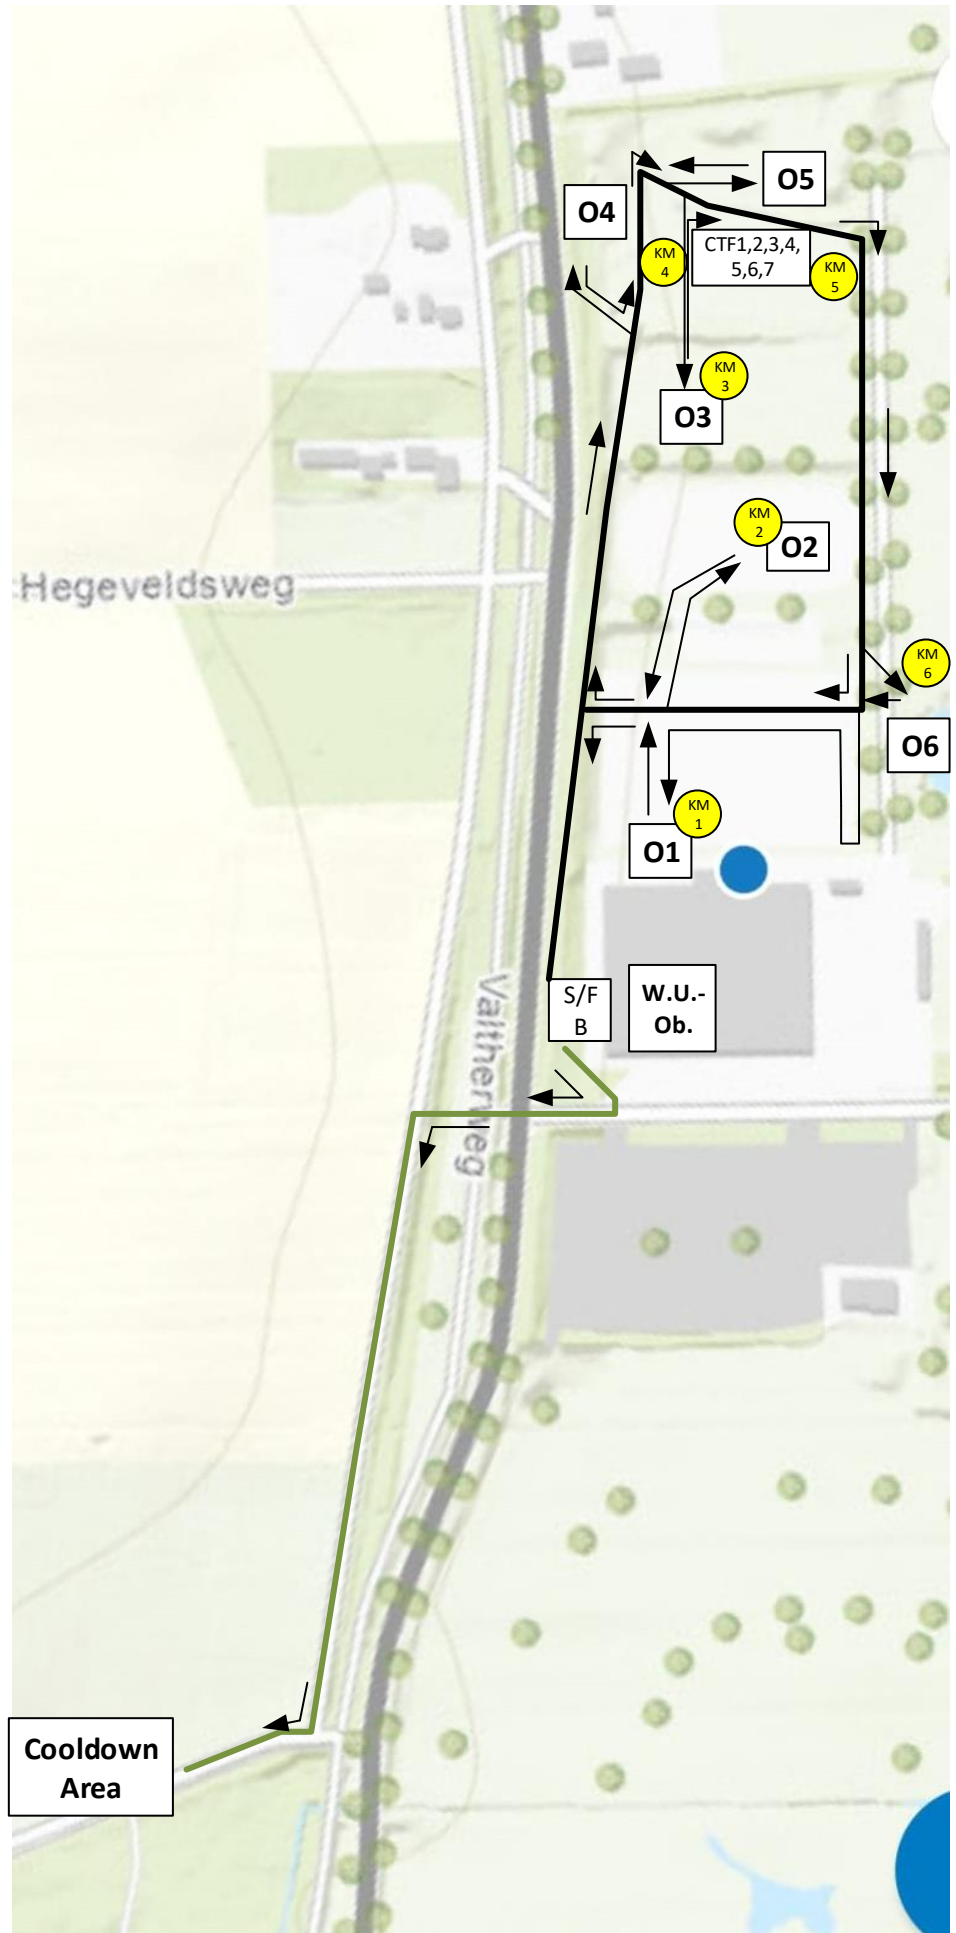 O5
O4
CTF1,2,3,4,
5,6,7
KM
4
KM
5
KM
3
O3
KM
2
O2
Hegeveldsweg
KM
6
O6
KM
1
O1
S/F
B
W.U.-
Ob.
Valtherweg
Cooldown
Area